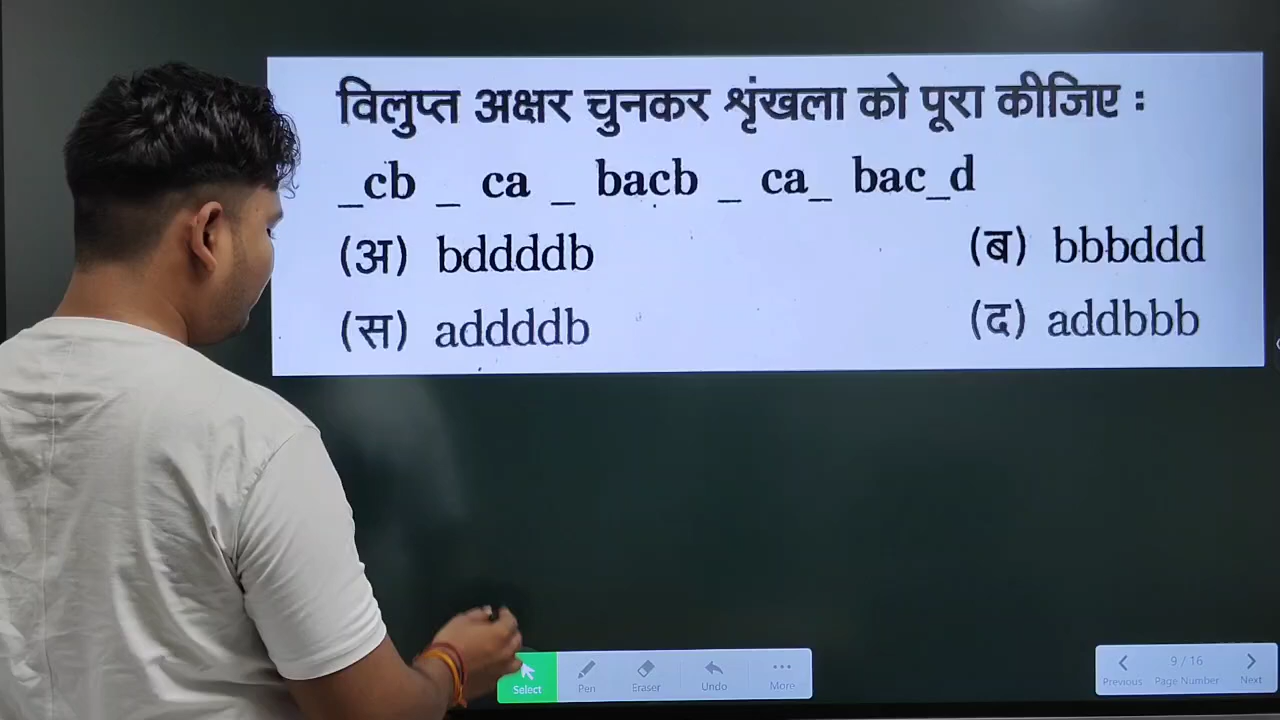 विलुप्त अक्षर चुनकर शृंखला को पूरा कीजिए :
_cb _ ca _ bacb _ ca_ bac_d
(अ) bddddb (ब) bbbddd
(स) addddb (द) addbbb
Select Pen Eraser Undo More
9 / 16
Previous Page Number Next